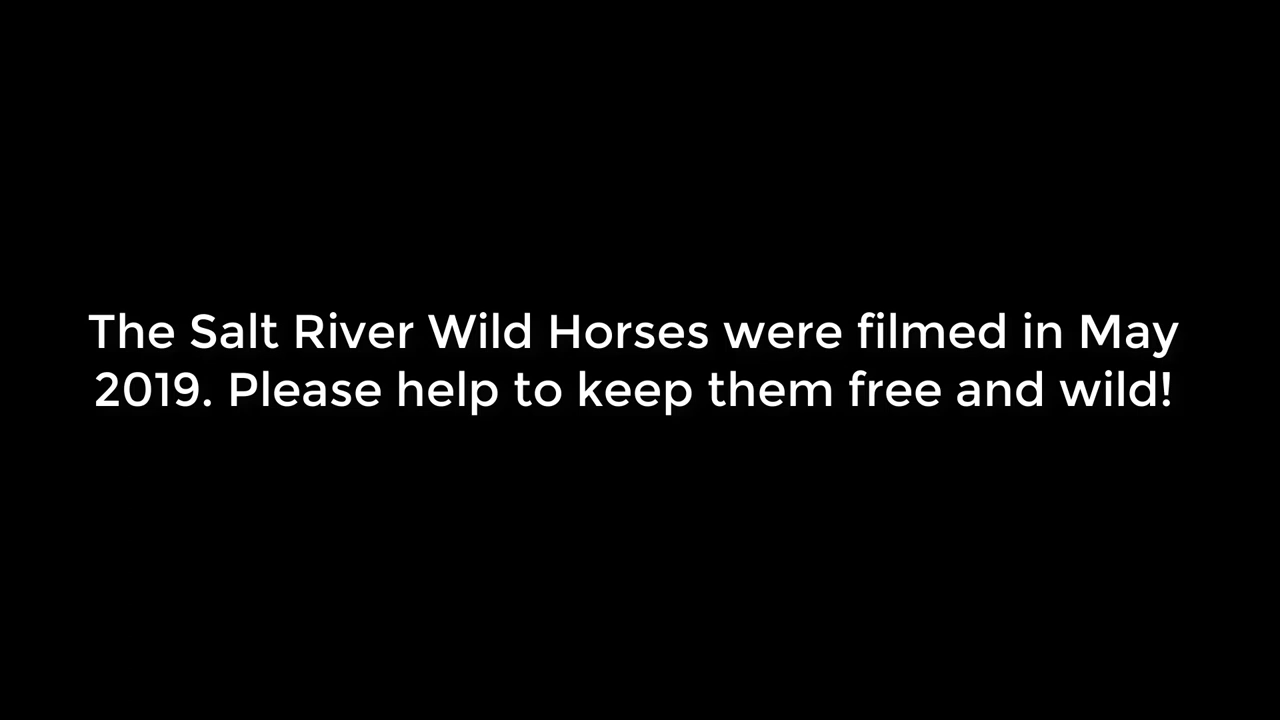 The Salt River Wild Horses were filmed in May
2019. Please help to keep them free and wild!